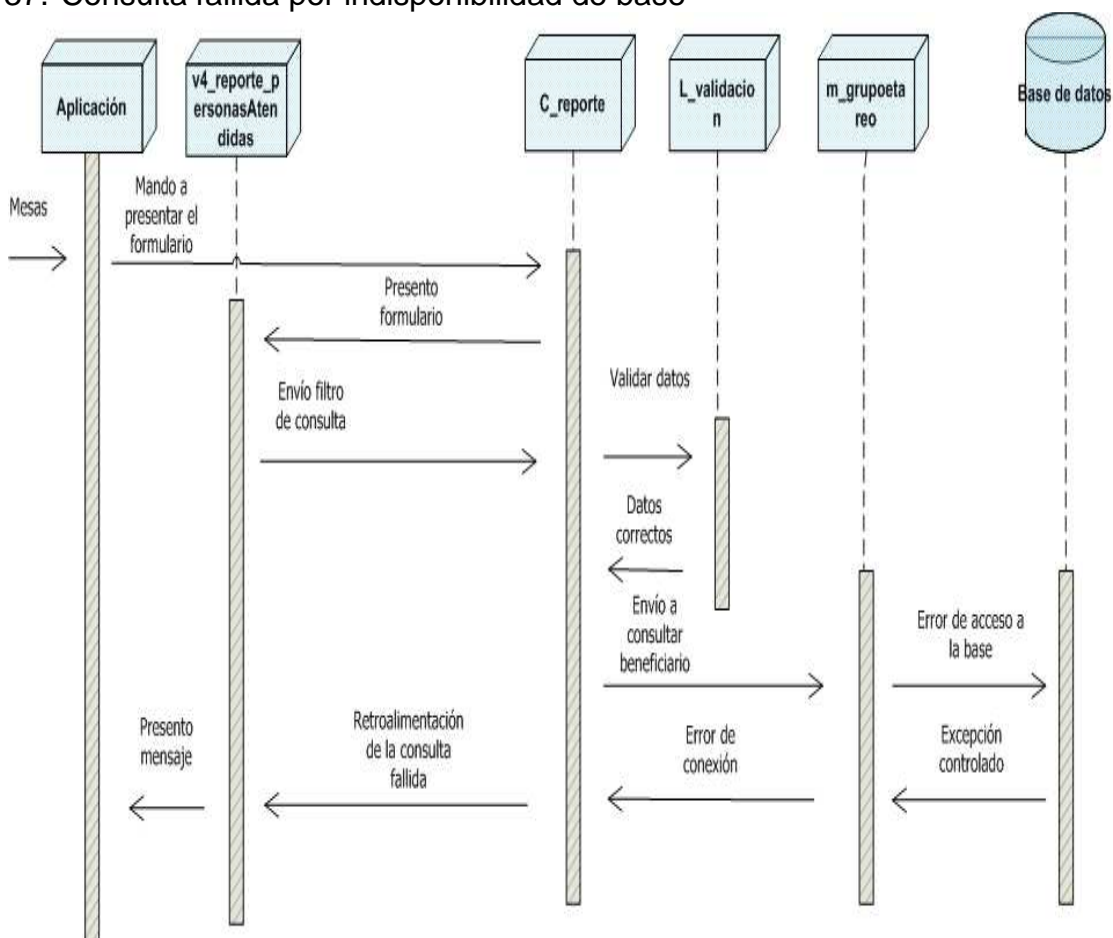 37. Consulta fallida por indisponibilidad de base
Aplicación
v4_reporte_p
ersonasAten
didas
C_reporte
L_validacio
n
m_grupoeta
reo
Base de datos
Mesas
Mando a
presentar el
formulario
Presento
formulario
Envío filtro
de consulta
Validar datos
Datos
correctos
Envío a
consultar
beneficiario
Error de acceso a
la base
Presento
mensaje
Retroalimentación
de la consulta
fallida
Error de
conexión
Excepción
controlado